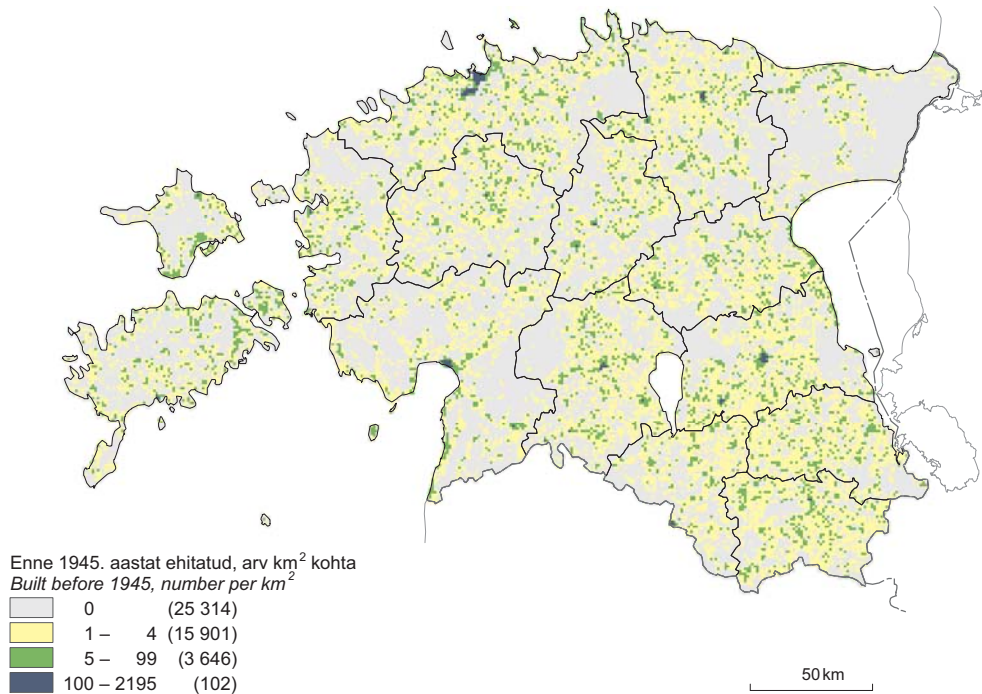 Enne 1945. aastat ehitatud, arv km² kohta
Built before 1945, number per km²
0 (25 314)
1 – 4 (15 901)
5 – 99 (3 646)
100 – 2195 (102)
50 km